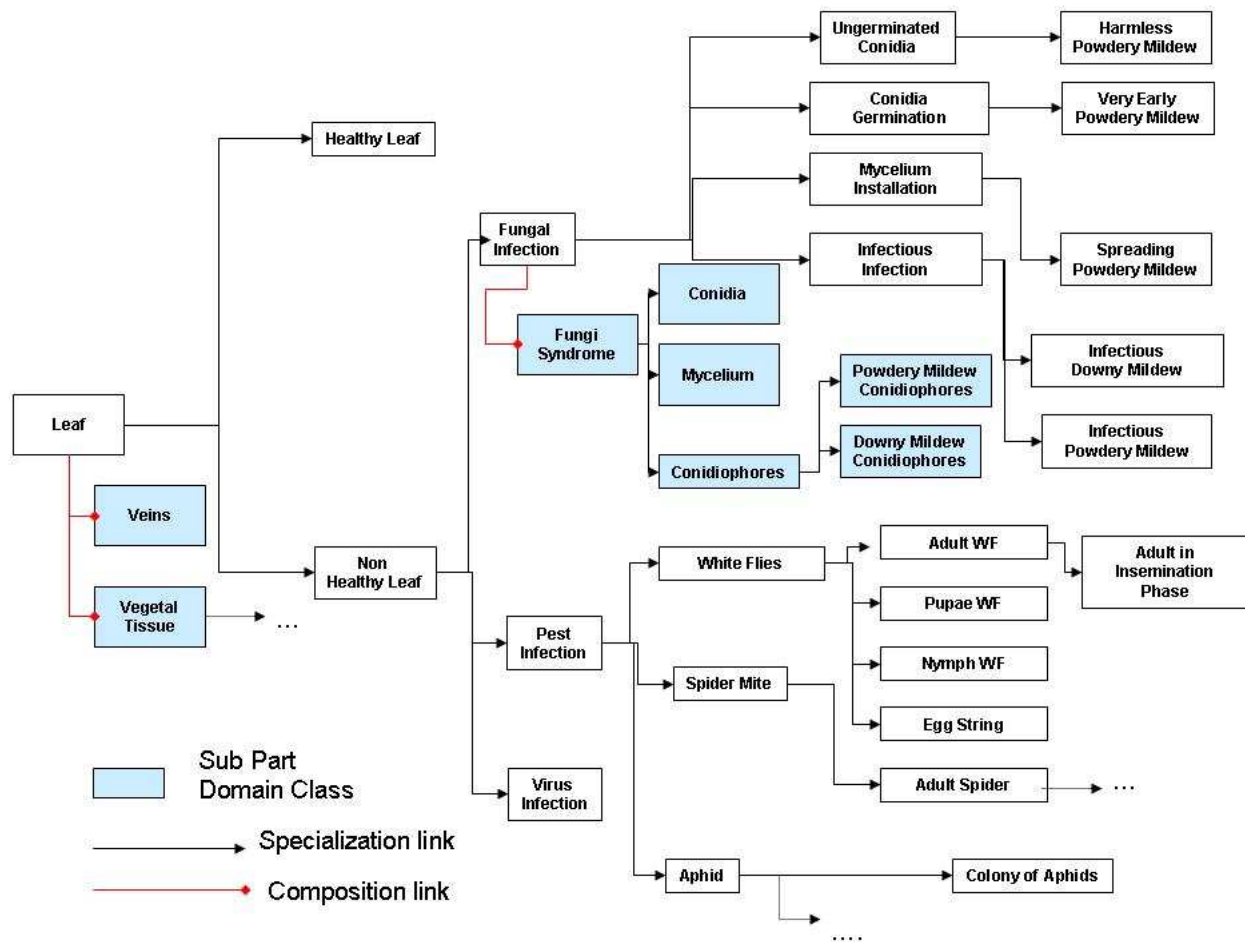 Ungerminated
Conidia
Harmless
Powdery Mildew
Conidia
Germination
Very Early
Powdery Mildew
Healthy Leaf
Mycelium
Installation
Fungal
Infection
Infectious
Infection
Spreading
Powdery Mildew
Conidia
Fungi
Syndrome
Mycelium
Powdery Mildew
Conidiophores
Infectious
Downy Mildew
Leaf
Downy Mildew
Conidiophores
Infectious
Powdery Mildew
Conidiophores
Veins
Non
Healthy Leaf
White Flies
Adult WF
Adult in
Insemination
Phase
Vegetal
Tissue
...
Pupae WF
Pest
Infection
Nymph WF
Spider Mite
Egg String
Sub Part
Domain Class
Virus
Infection
Adult Spider
...
Specialization link
Composition link
Aphid
Colony of Aphids
....